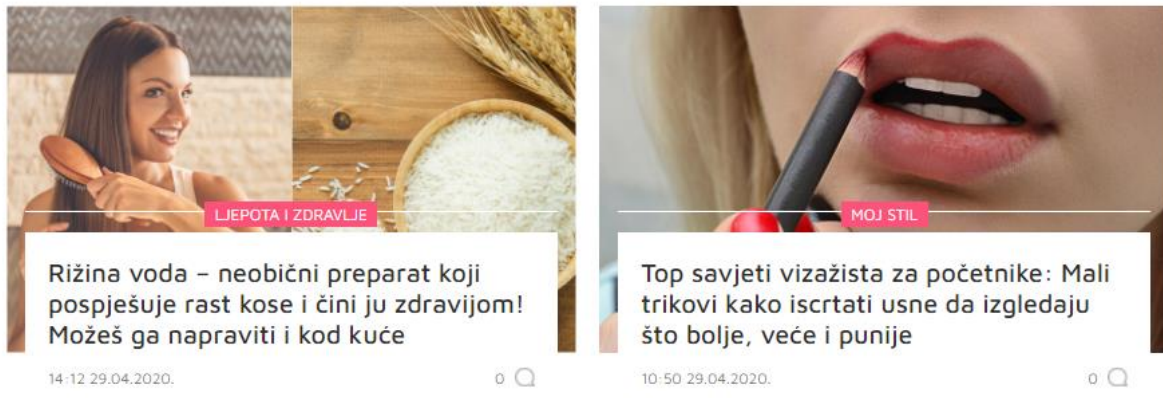 LJEPOTA I ZDRAVLJE
Rižina voda – neobični preparat koji
pospješuje rast kose i čini ju zdravijom!
Možeš ga napraviti i kod kuće
14:12 29.04.2020.
0
MOJ STIL
Top savjeti vizažista za početnike: Mali
trikovi kako iscrtati usne da izgledaju
što bolje, veće i punije
10:50 29.04.2020.
0